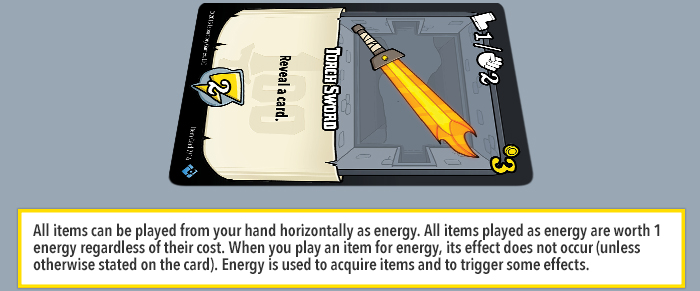 TORCH SWORD
Reveal a card.
1/2
3
2
All items can be played from your hand horizontally as energy. All items played as energy are worth 1
energy regardless of their cost. When you play an item for energy, its effect does not occur (unless
otherwise stated on the card). Energy is used to acquire items and to trigger some effects.